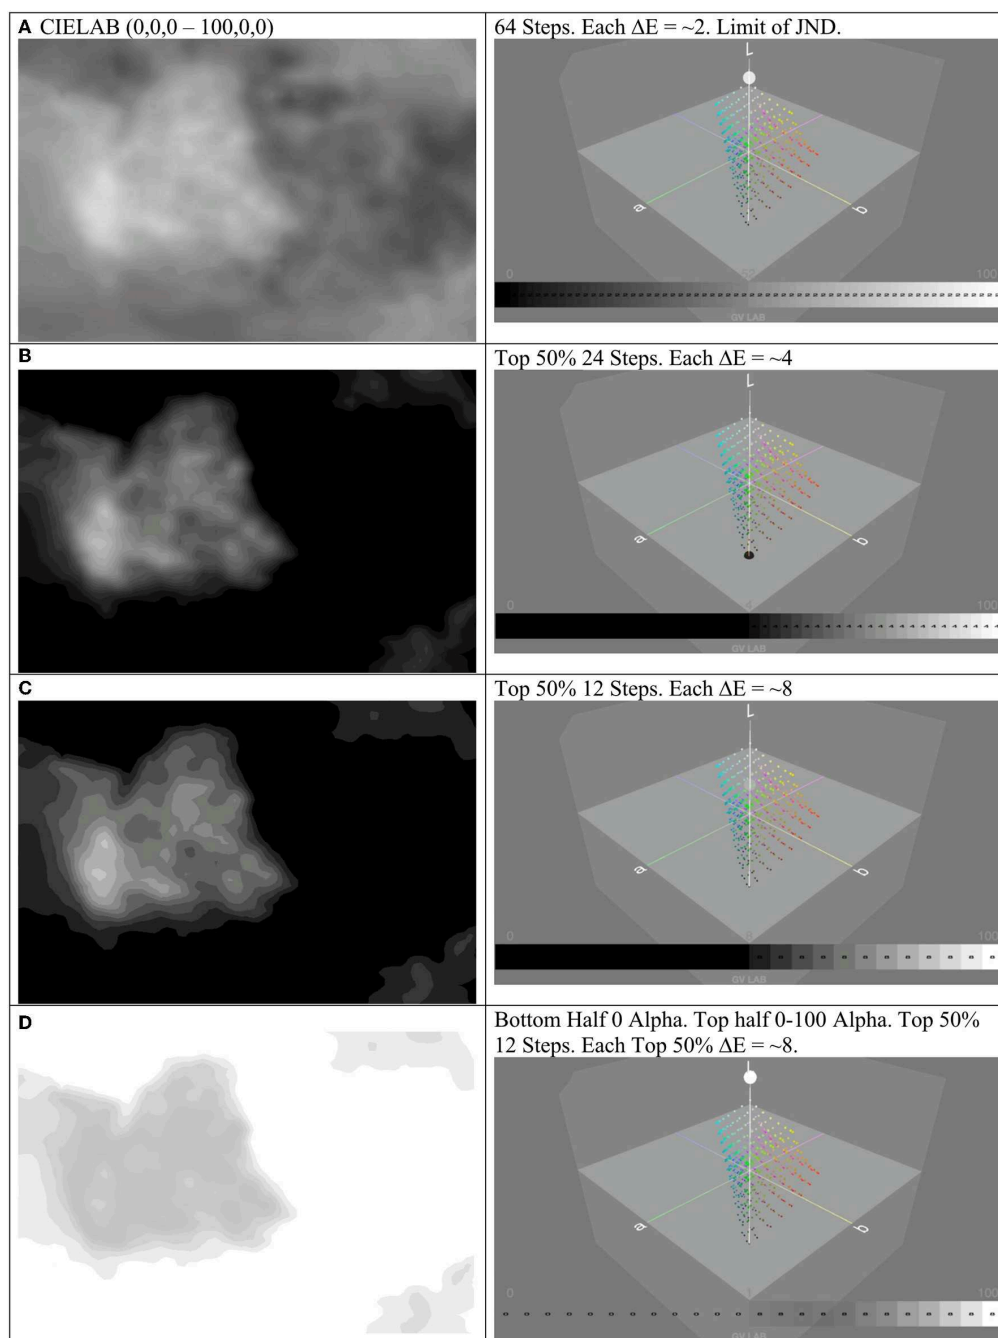 A CIELAB (0,0,0 – 100,0,0)
64 Steps. Each ΔE = ~2. Limit of JND.
L
a
b
0
100
GV LAB
B
Top 50% 24 Steps. Each ΔE = ~4
L
a
b
0
4
100
GV LAB
C
Top 50% 12 Steps. Each ΔE = ~8
L
a
b
0
8
100
GV LAB
D
Bottom Half 0 Alpha. Top half 0-100 Alpha. Top 50%
12 Steps. Each Top 50% ΔE = ~8.
L
a
b
0
100
GV LAB